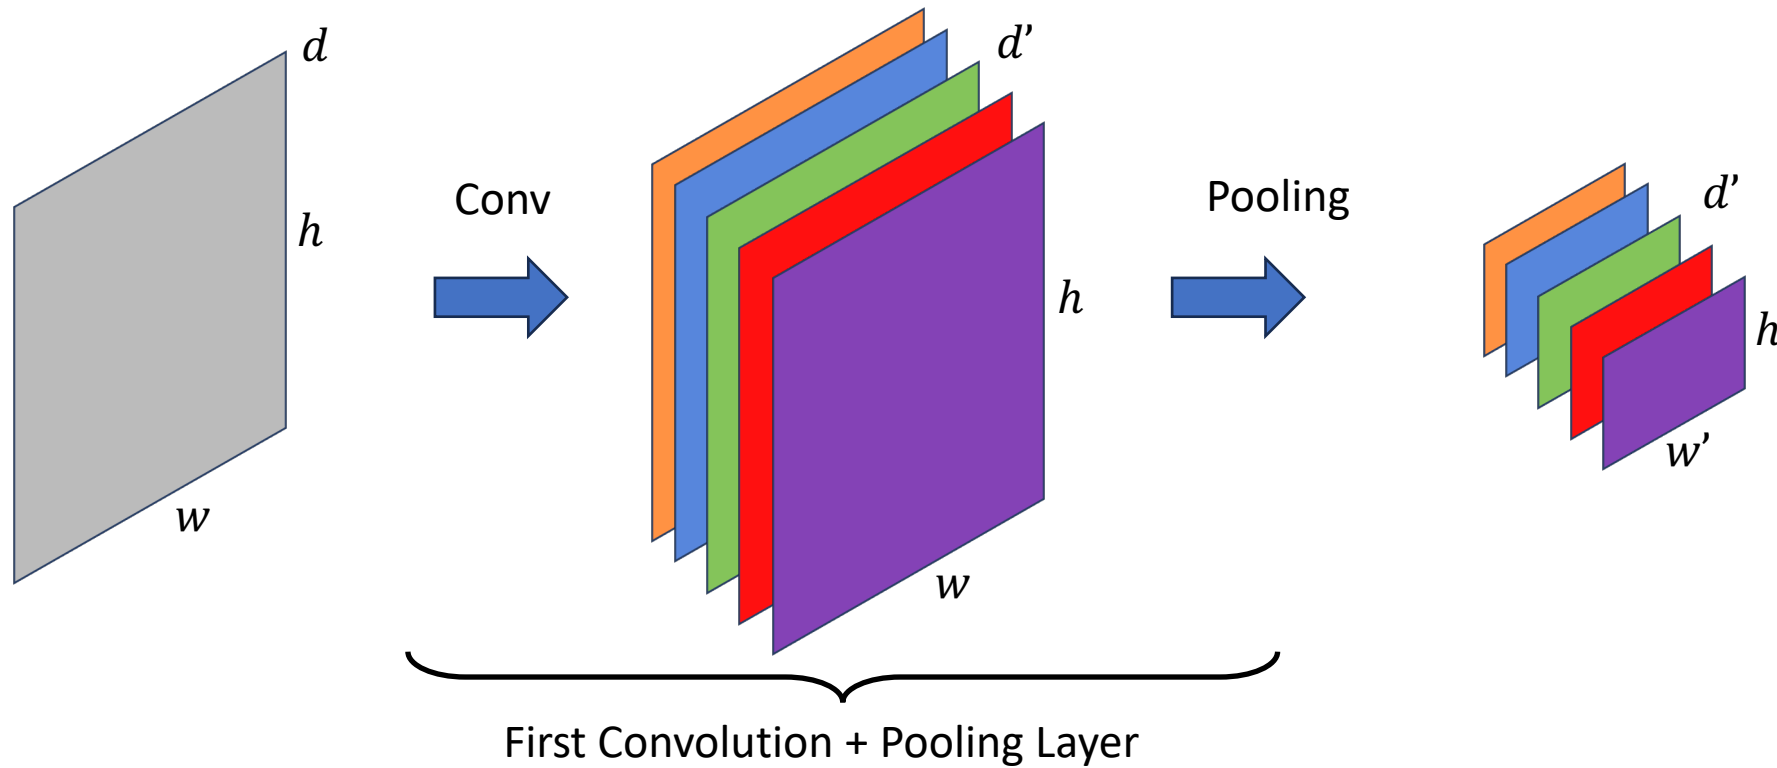 d
h
w
Conv
d’
h
w
Pooling
d’
h
w’
First Convolution + Pooling Layer